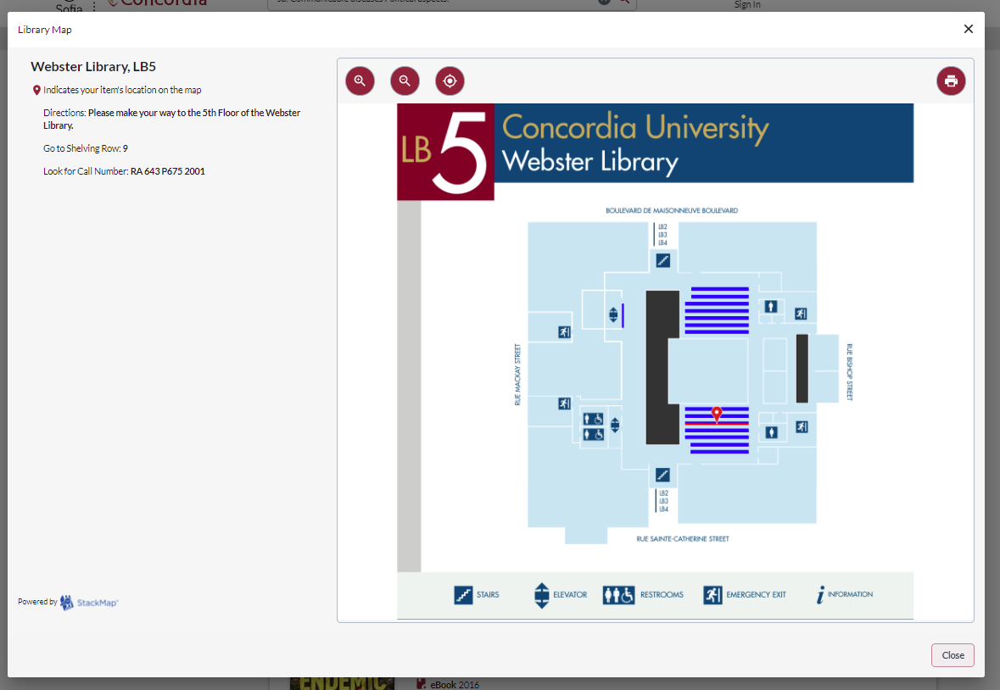 Sofia
Concordia
Sign In
Library Map
Webster Library, LB5
Indicates your item's location on the map
Directions: Please make your way to the 5th Floor of the Webster
Library.
Go to Shelving Row: 9
Look for Call Number: RA 643 P675 2001
LB 5
Concordia University
Webster Library
BOULEVARD DE MAISONNEUVE BOULEVARD
LB2
LB3
LB4
RUE MACKAY STREET
RUE BISHOP STREET
LB2
LB3
LB4
RUE SAINTE-CATHERINE STREET
STAIRS
ELEVATOR
RESTROOMS
EMERGENCY EXIT
INFORMATION
Powered by StackMap
Close
ENDEMIC
eBook 2016